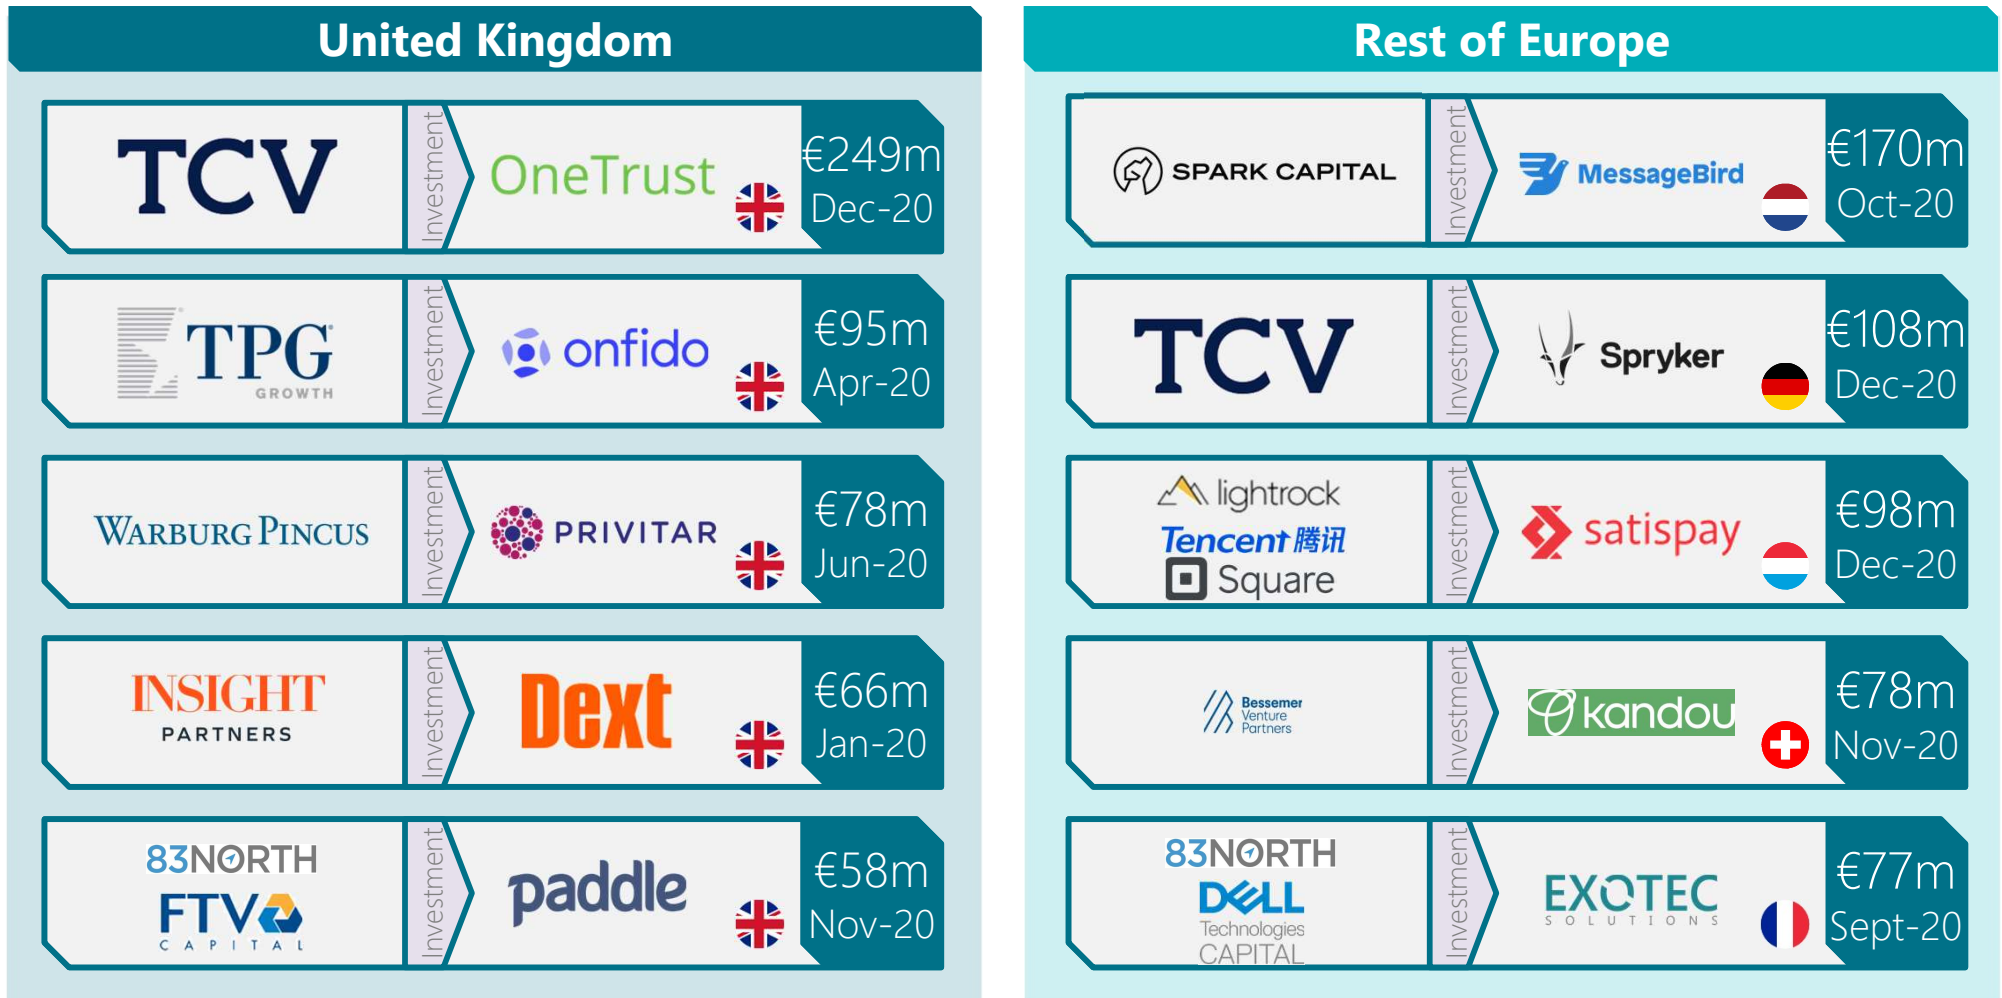 United Kingdom
TCV
Investment
OneTrust
€249m
Dec-20
TPG
GROWTH
Investment
onfido
€95m
Apr-20
WARBURG PINCUS
Investment
PRIVITAR
€78m
Jun-20
INSIGHT
PARTNERS
Investment
Dext
€66m
Jan-20
83NORTH
FTV
CAPITAL
Investment
paddle
€58m
Nov-20
Rest of Europe
SPARK CAPITAL
Investment
MessageBird
€170m
Oct-20
TCV
Investment
Spryker
€108m
Dec-20
lightrock
Tencent 腾讯
Square
Investment
satispay
€98m
Dec-20
Bessemer
Venture
Partners
Investment
kandou
€78m
Nov-20
83NORTH
DELL
Technologies
CAPITAL
Investment
EXOTEC
SOLUTIONS
€77m
Sept-20